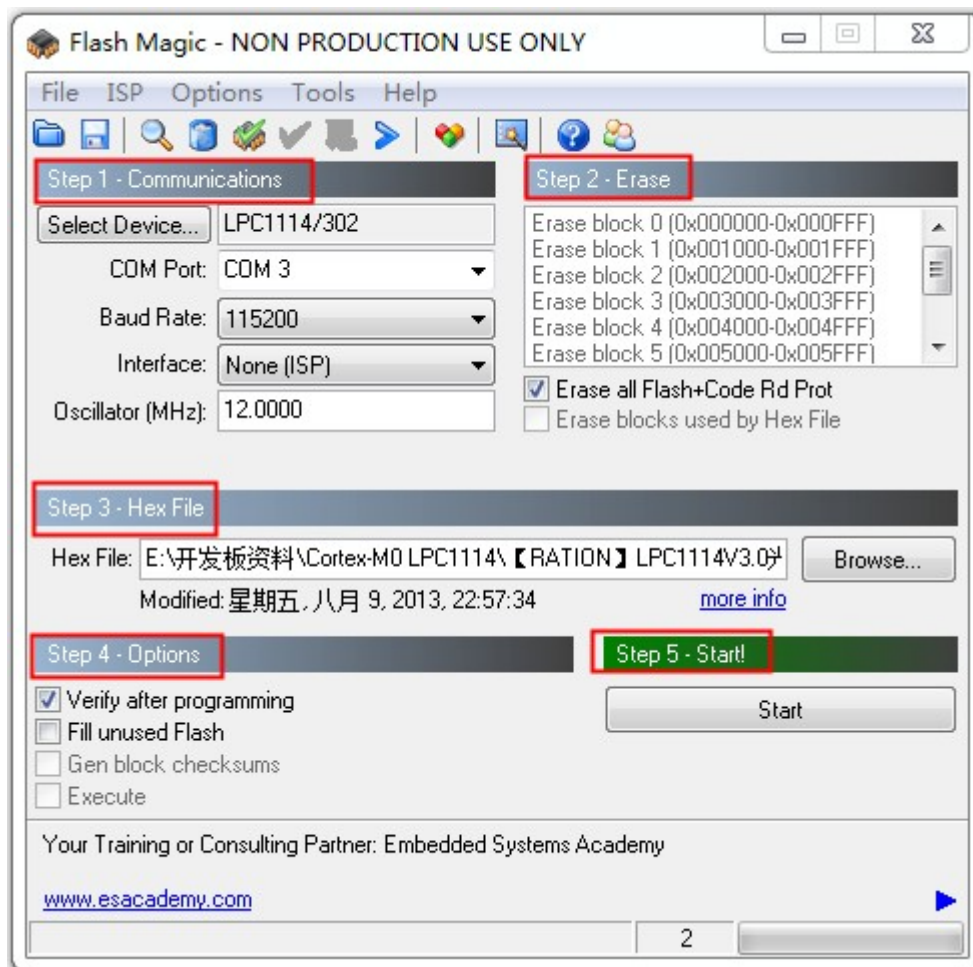 Flash Magic - NON PRODUCTION USE ONLY
File ISP Options Tools Help
Step 1 - Communications
Select Device... LPC1114/302
COM Port: COM 3
Baud Rate: 115200
Interface: None (ISP)
Oscillator (MHz): 12.0000
Step 2 - Erase
Erase block 0 (0x000000-0x000FFF)
Erase block 1 (0x001000-0x001FFF)
Erase block 2 (0x002000-0x002FFF)
Erase block 3 (0x003000-0x003FFF)
Erase block 4 (0x004000-0x004FFF)
Erase block 5 (0x005000-0x005FFF)
Erase all Flash+Code Rd Prot
Erase blocks used by Hex File
Step 3 - Hex File
Hex File: E:\开发板资料\Cortex-M0 LPC1114\【RATION】LPC1114V3.0 Browse...
Modified: 星期五, 八月 9, 2013, 22:57:34 more info
Step 4 - Options
Verify after programming
Fill unused Flash
Gen block checksums
Execute
Step 5 - Start!
Start
Your Training or Consulting Partner: Embedded Systems Academy
www.esacademy.com
2